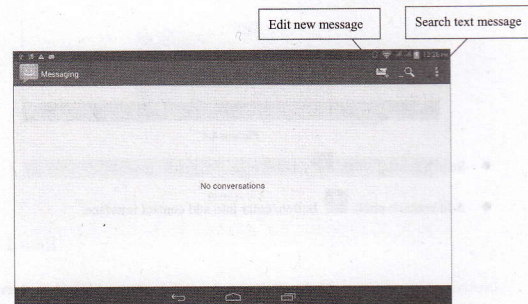 Edit new message
Search text message
Messaging
No conversations